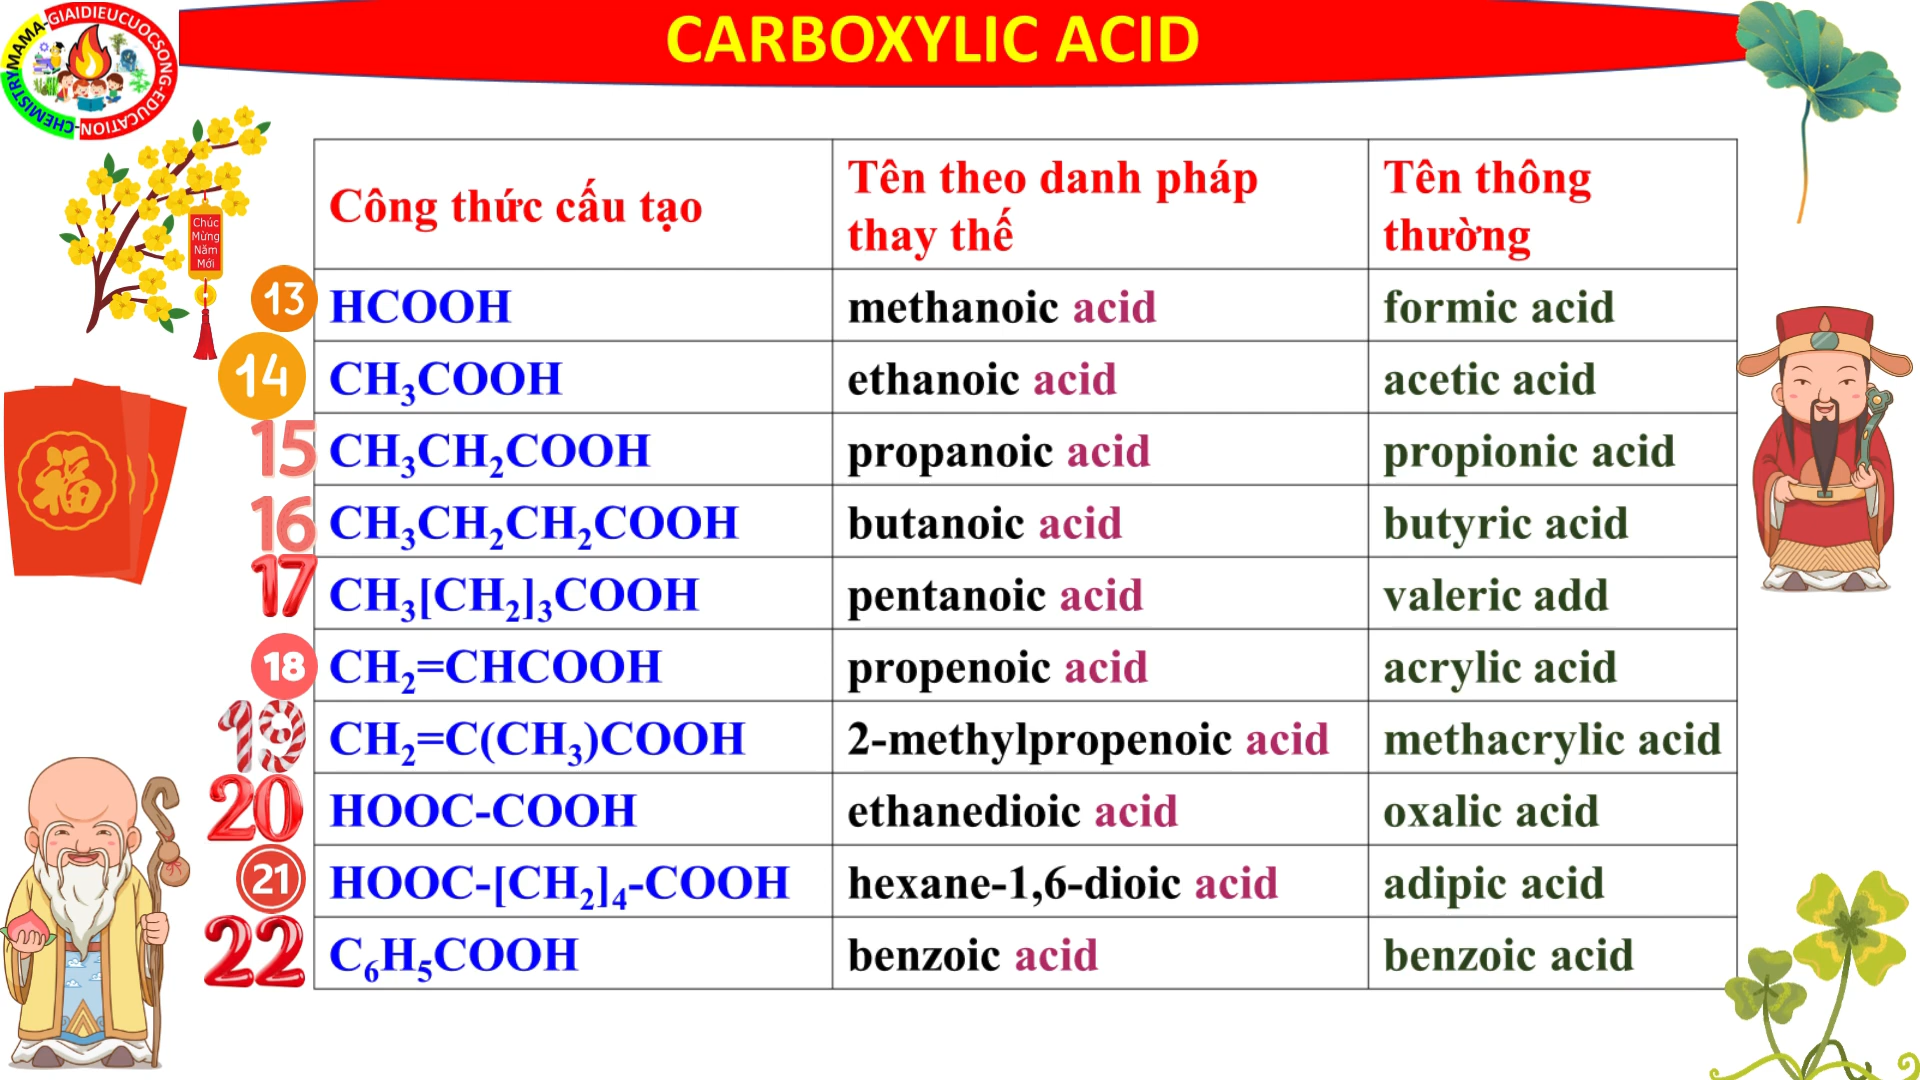 CHEMISTRYMAMA-GIAIDIEUCUOCSONG-EDUCATION-
CARBOXYLIC ACID
Chúc
Mừng
Năm
Mới
福
Công thức cấu tạo
Tên theo danh pháp
thay thế
Tên thông
thường
13 HCOOH methanoic acid formic acid
14 CH₃COOH ethanoic acid acetic acid
15 CH₃CH₂COOH propanoic acid propionic acid
16 CH₃CH₂CH₂COOH butanoic acid butyric acid
17 CH₃[CH₂]₃COOH pentanoic acid valeric add
18 CH₂=CHCOOH propenoic acid acrylic acid
19 CH₂=C(CH₃)COOH 2-methylpropenoic acid methacrylic acid
20 HOOC-COOH ethanedioic acid oxalic acid
21 HOOC-[CH₂]₄-COOH hexane-1,6-dioic acid adipic acid
22 C₆H₅COOH benzoic acid benzoic acid